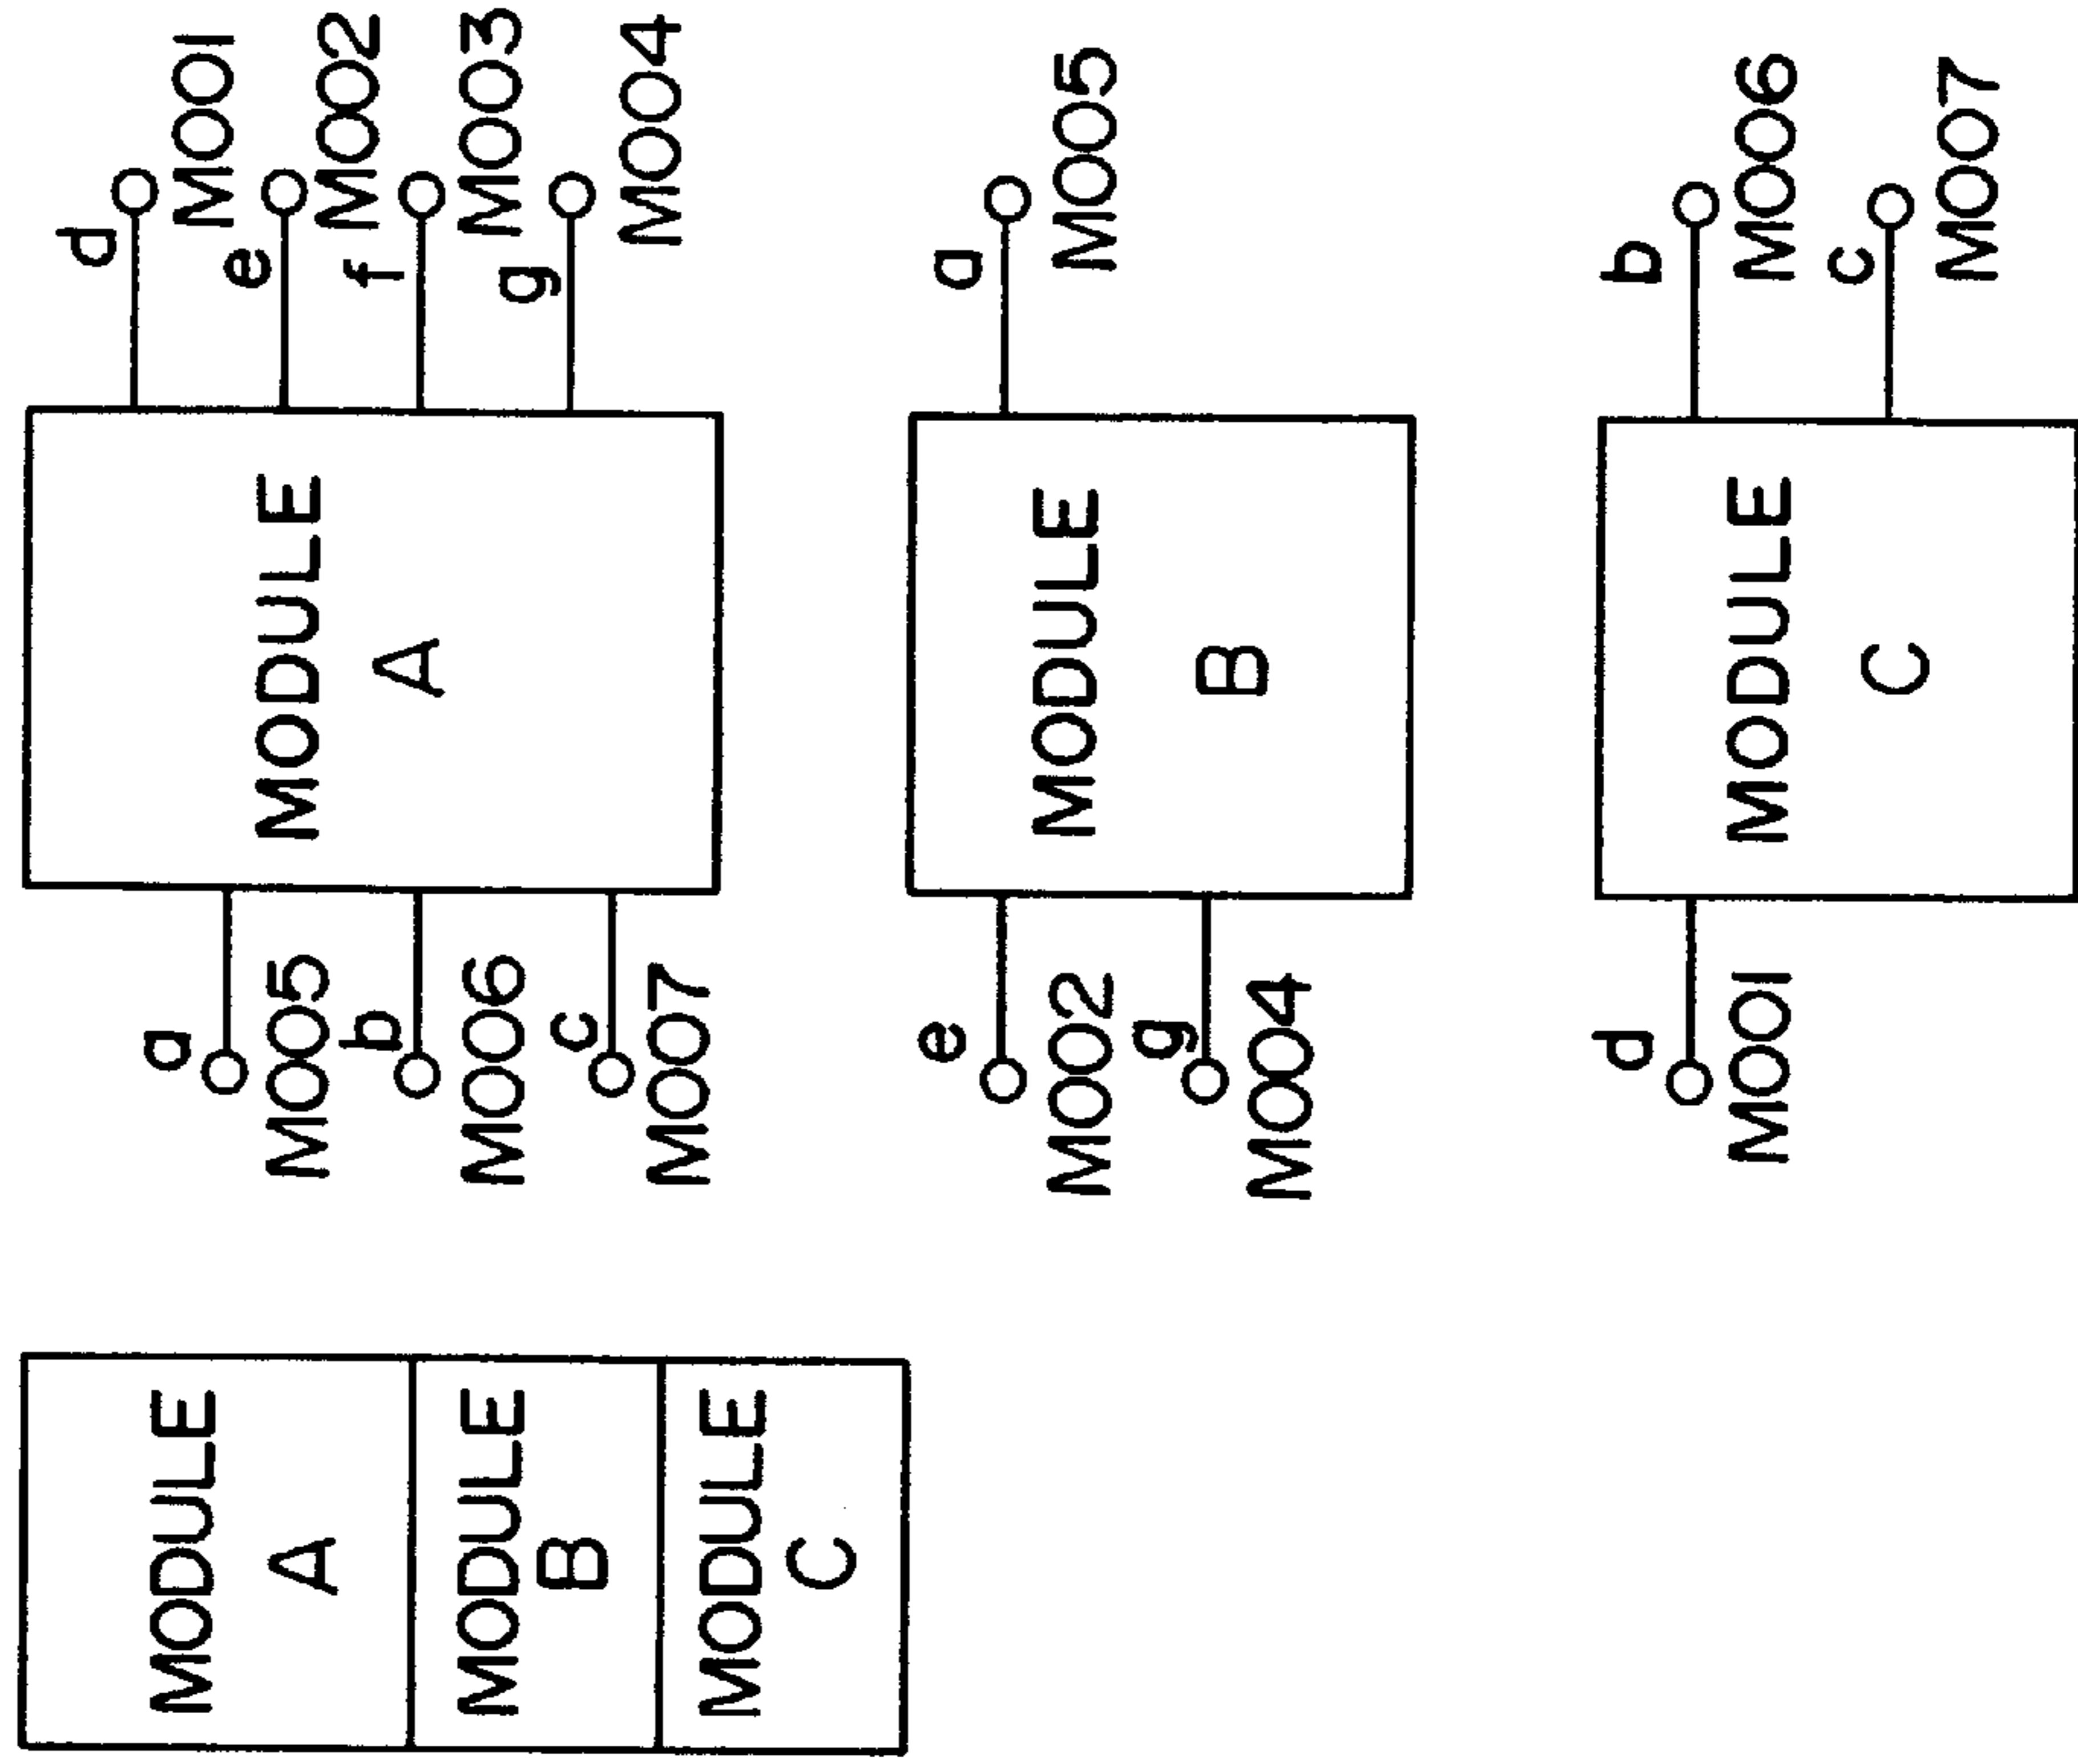 MODULE
A
MODULE
B
MODULE
C
a
M005
b
M006
c
M007
MODULE
A
d
M001
e
M002
f
M003
g
M004
e
M002
g
M004
MODULE
B
a
M005
d
M001
MODULE
C
b
M006
c
M007